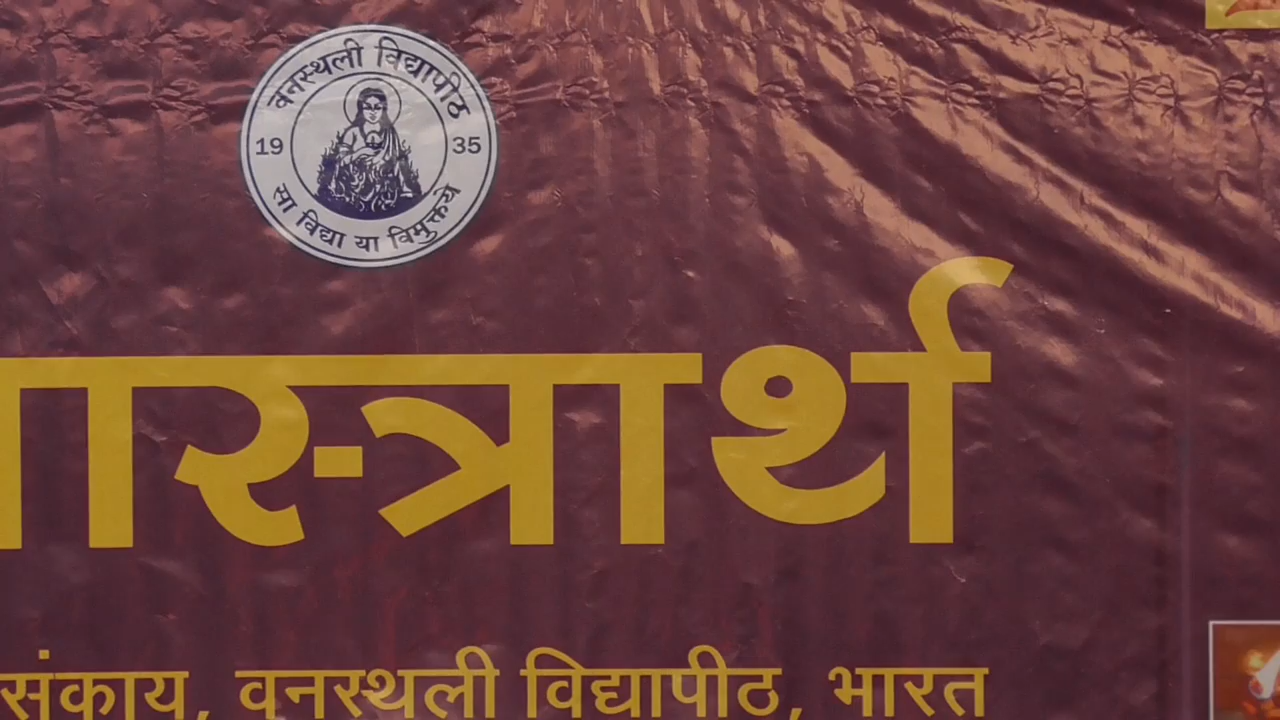 वनस्थली विद्यापीठ
19 35
सा विद्या या विमुक्तये
ास्त्रार्थ
संकाय, वनस्थली विद्यापीठ, भारत